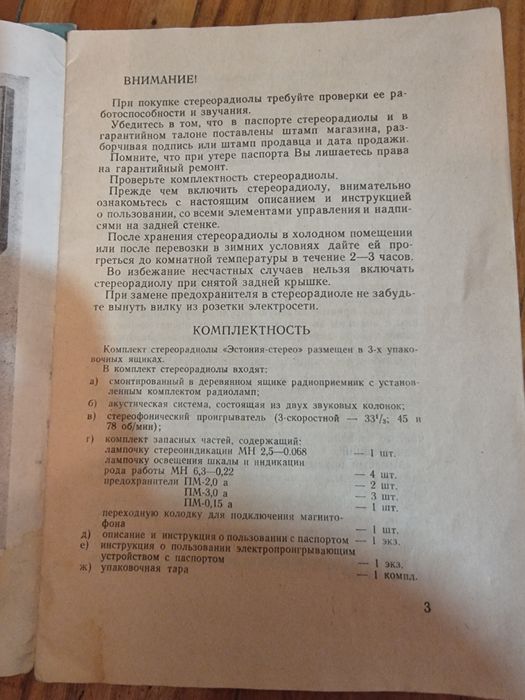 ВНИМАНИЕ!
При покупке стереорадиолы требуйте проверки ее ра-
ботоспособности и звучания.
Убедитесь в том, что в паспорте стереорадиолы и в
гарантийном талоне поставлены штамп магазина, раз-
борчивая подпись или штамп продавца и дата продажи.
Помните, что при утере паспорта Вы лишаетесь права
на гарантийный ремонт.
Проверьте комплектность стереорадиолы.
Прежде чем включить стереорадиолу, внимательно
ознакомьтесь с настоящим описанием и инструкцией
о пользовании, со всеми элементами управления и надпи-
сями на задней стенке.
После хранения стереорадиолы в холодном помещении
или после перевозки в зимних условиях дайте ей про-
греться до комнатной температуры в течение 2—3 часов.
Во избежание несчастных случаев нельзя включать
стереорадиолу при снятой задней крышке.
При замене предохранителя в стереорадиоле не забудь-
те вынуть вилку из розетки электросети.
КОМПЛЕКТНОСТЬ
Комплект стереорадиолы «Эстония-стерео» размещен в 3-х упако-
вочных ящиках.
В комплект стереорадиолы входят:
а) смонтированный в деревянном ящике радиоприемник с установ-
ленным комплектом радиоламп;
б) акустическая система, состоящая из двух звуковых колонок;
в) стереофонический проигрыватель (3-скоростной — 33¹/₃; 45 и
78 об/мин);
г) комплект запасных частей, содержащий:
лампочку стереоиндикации МН 2,5—0.068 — 1 шт.
лампочку освещения шкалы и индикации
рода работы МН 6,3—0,22 — 4 шт.
предохранители ПМ-2,0 а — 2 шт.
ПМ-3,0 а — 3 шт.
ПМ-0,15 а — 1 шт.
переходную колодку для подключения магнито-
фона — 1 шт.
д) описание и инструкция о пользовании с паспортом — 1 экз.
е) инструкция о пользовании электропроигрывающим
устройством с паспортом — 1 экз.
ж) упаковочная тара — 1 компл.
3